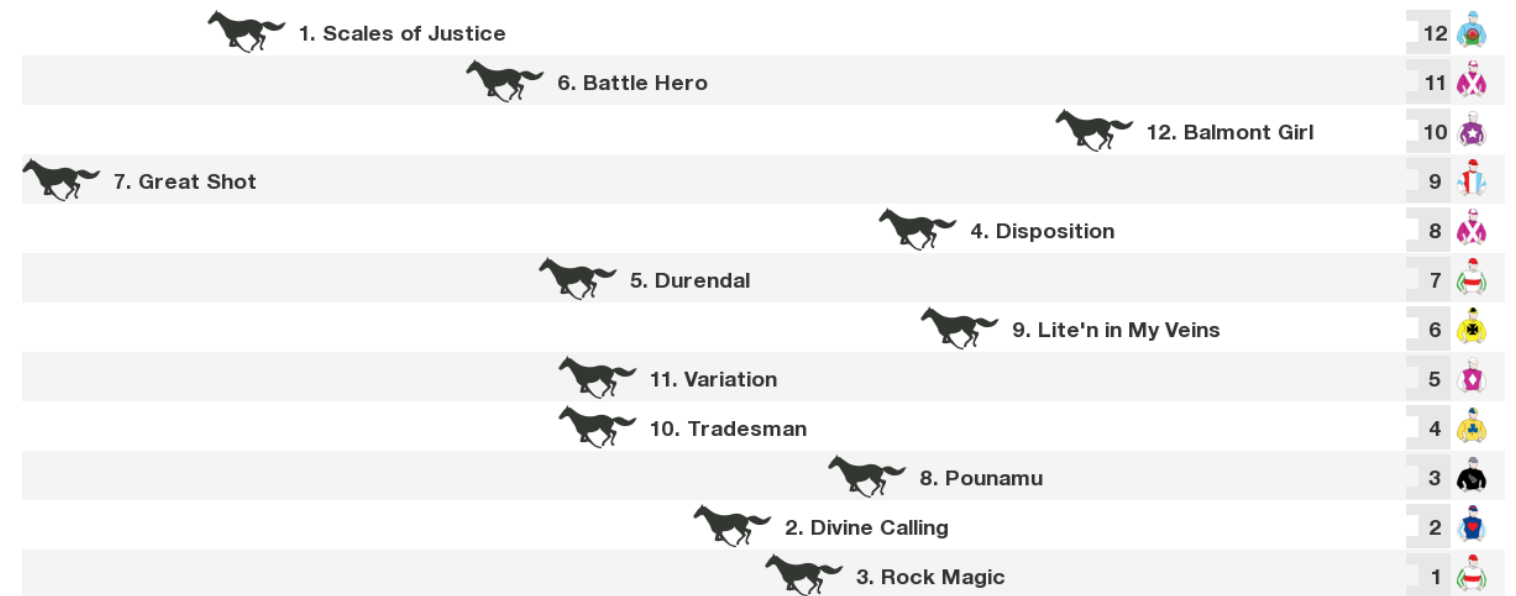 1. Scales of Justice 12
6. Battle Hero 11
12. Balmont Girl 10
7. Great Shot 9
4. Disposition 8
5. Durendal 7
9. Lite'n in My Veins 6
11. Variation 5
10. Tradesman 4
8. Pounamu 3
2. Divine Calling 2
3. Rock Magic 1